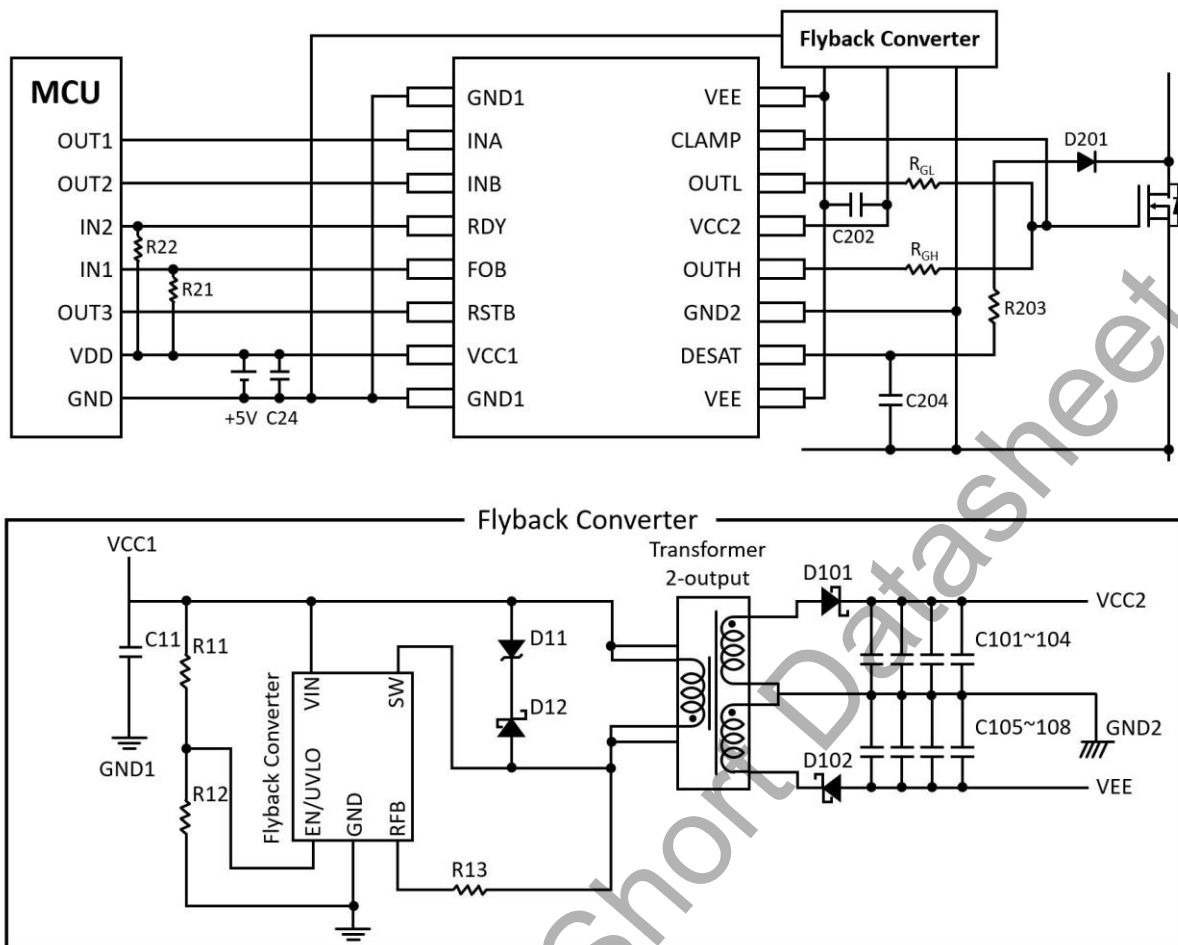 Flyback Converter
MCU
GND1
VEE
OUT1
INA
CLAMP
D201
OUT2
INB
OUTL
RGL
IN2
RDY
VCC2
C202
R22
IN1
FOB
OUTH
RGH
R21
OUT3
RSTB
GND2
R203
VDD
VCC1
DESAT
GND
GND1
VEE
+5V
C24
C204
Flyback Converter
VCC1
Transformer
2-output
D101
VCC2
C11
R11
D11
C101~104
VIN
SW
D12
GND1
Flyback Converter
C105~108
GND2
R12
D102
VEE
EN/UVLO
GND
RFB
R13
Short Datasheet